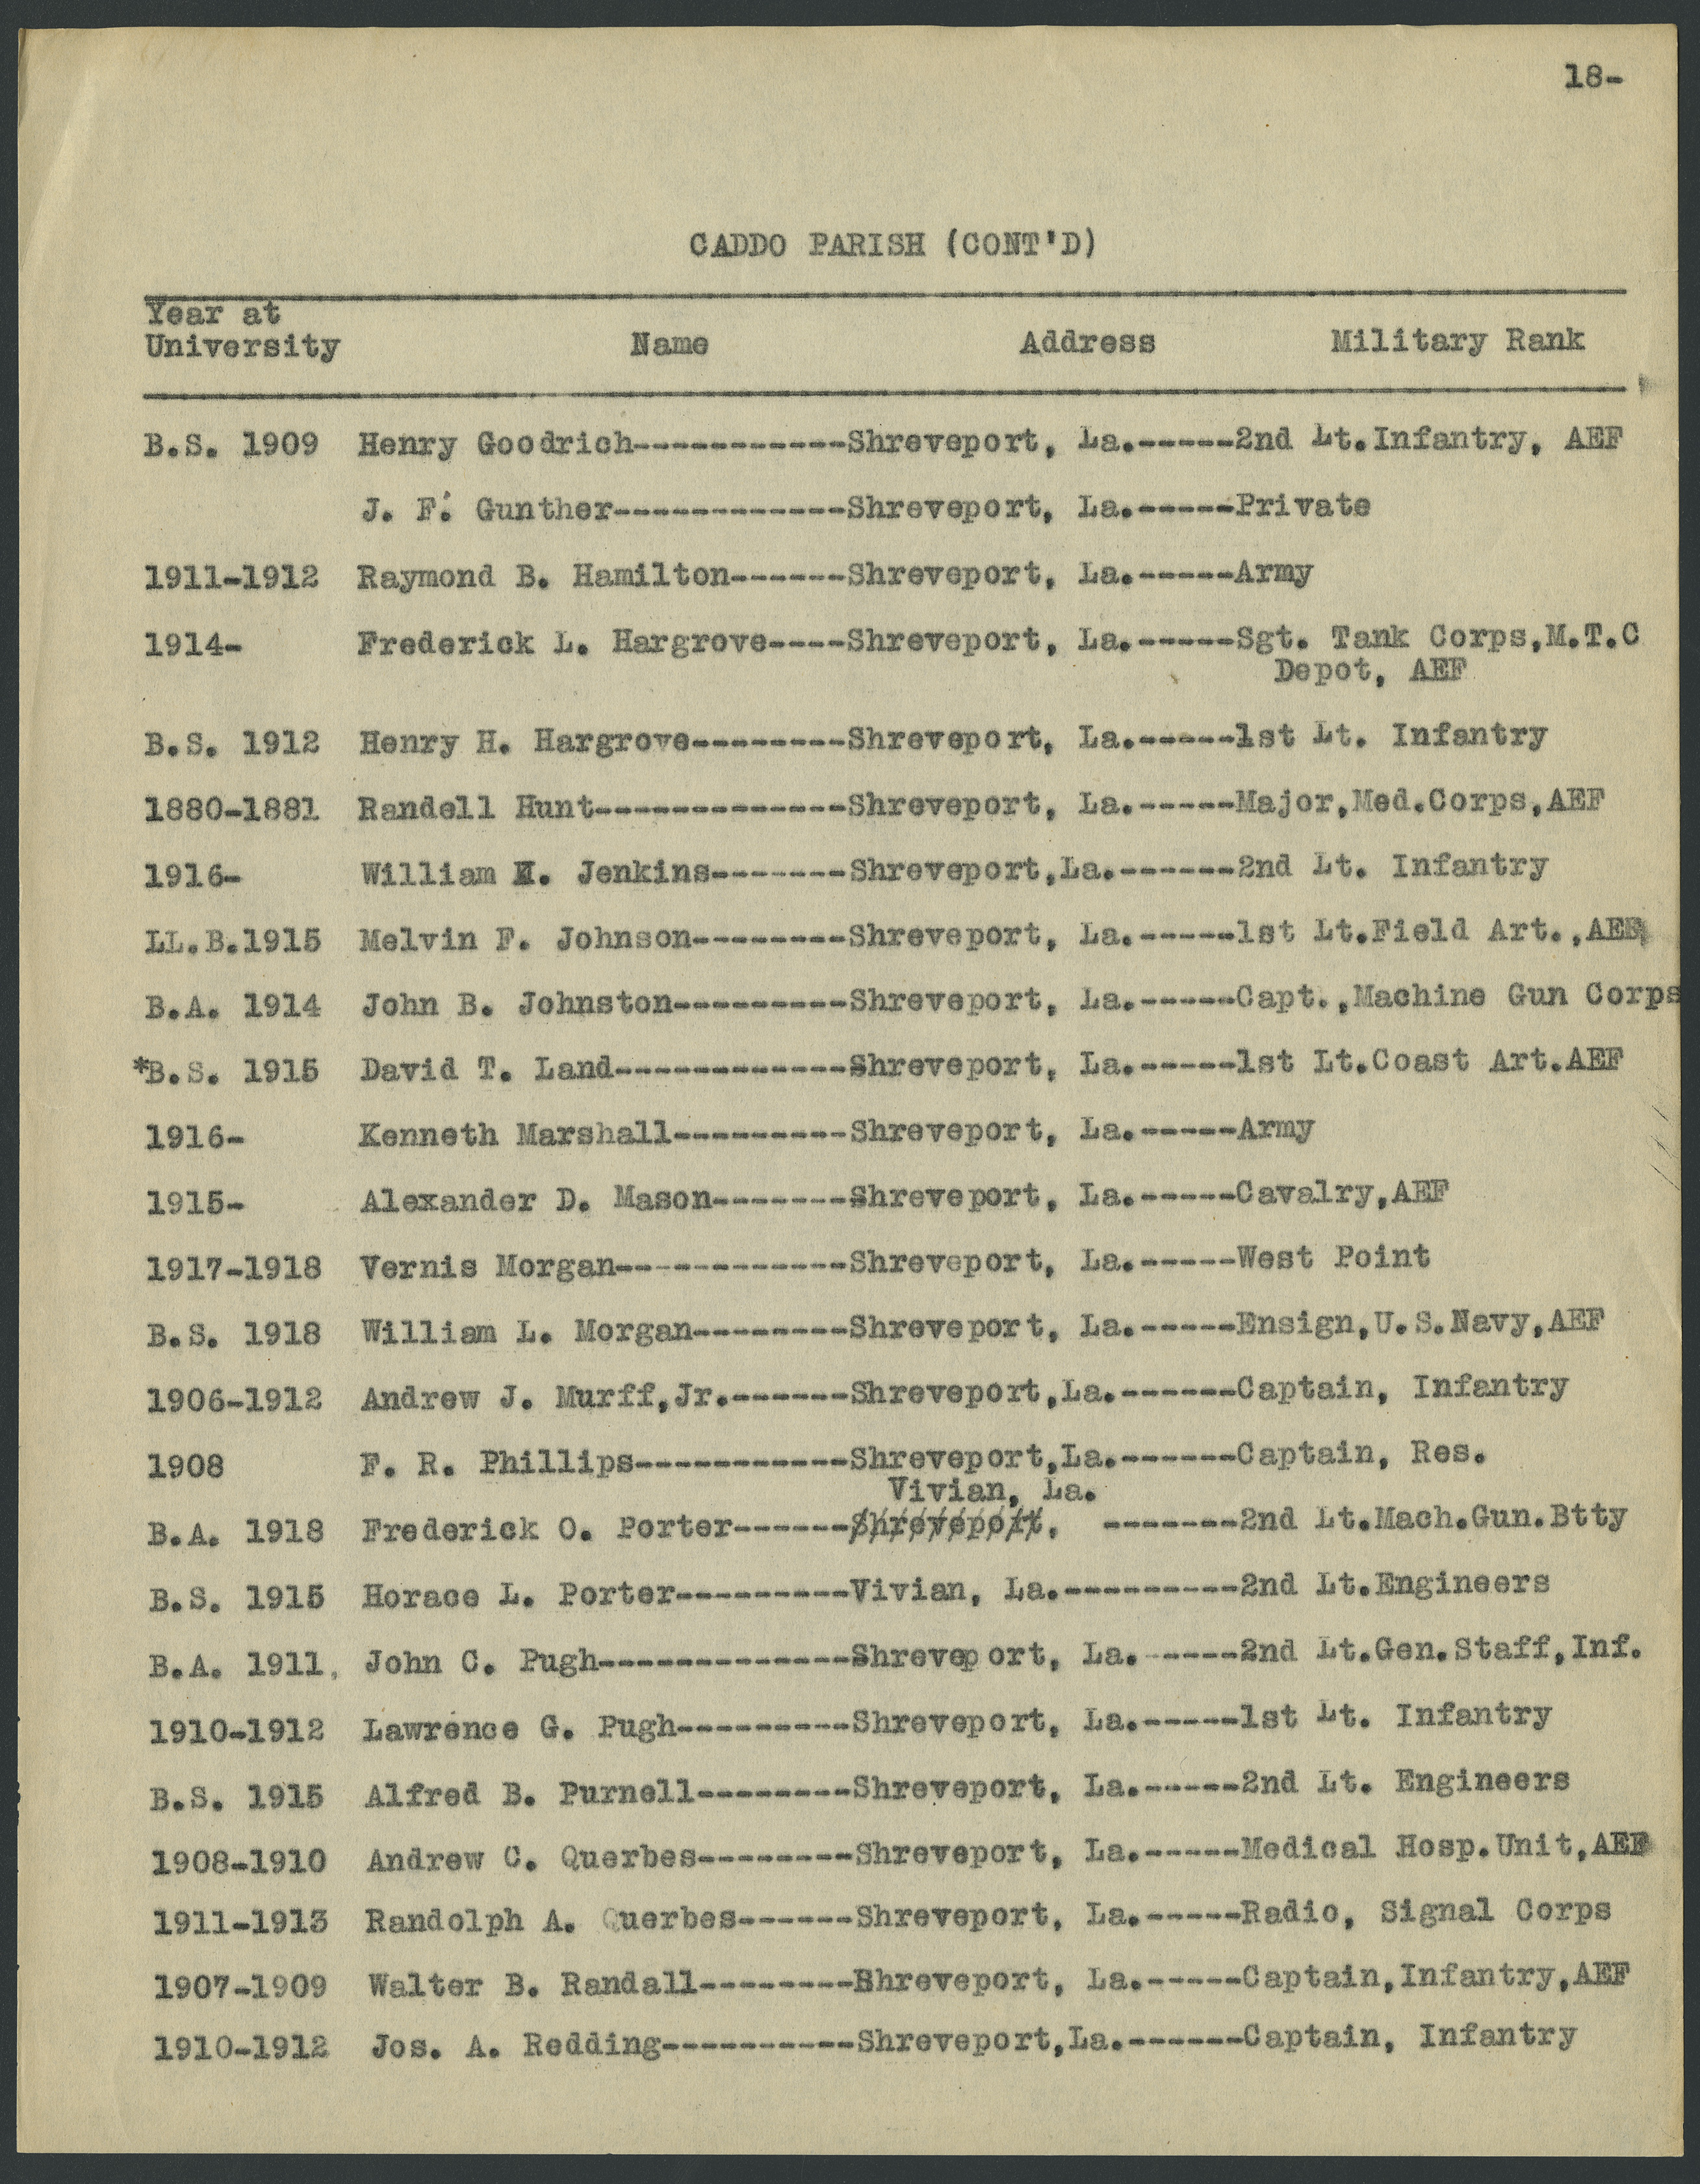 18-
CADDO PARISH (CONT'D)
Year at
University Name Address Military Rank
B.S. 1909 Henry Goodrich-----------Shreveport, La.-----2nd Lt.Infantry, AEF
J. F. Gunther------------Shreveport, La.-----Private
1911-1912 Raymond B. Hamilton------Shreveport, La.-----Army
1914- Frederick L. Hargrove----Shreveport, La.-----Sgt. Tank Corps,M.T.C
Depot, AEF
B.S. 1912 Henry H. Hargrove--------Shreveport, La.-----1st Lt. Infantry
1880-1881 Randell Hunt-------------Shreveport, La.-----Major,Med.Corps,AEF
1916- William H. Jenkins-------Shreveport,La.------2nd Lt. Infantry
LL.B.1915 Melvin F. Johnson--------Shreveport, La.-----1st Lt.Field Art.,AEF
B.A. 1914 John B. Johnston---------Shreveport, La.-----Capt.,Machine Gun Corps
*B.S. 1915 David T. Land------------Shreveport, La.-----1st Lt.Coast Art.AEF
1916- Kenneth Marshall---------Shreveport, La.-----Army
1915- Alexander D. Mason-------Shreveport, La.-----Cavalry,AEF
1917-1918 Vernis Morgan------------Shreveport, La.-----West Point
B.S. 1918 William L. Morgan--------Shreveport, La.-----Ensign,U.S.Navy,AEF
1906-1912 Andrew J. Murff,Jr.------Shreveport,La.------Captain, Infantry
1908 F. R. Phillips-----------Shreveport,La.------Captain, Res.
Vivian, La.
B.A. 1918 Frederick O. Porter------Shreveport, -------2nd Lt.Mach.Gun.Btty
B.S. 1915 Horace L. Porter---------Vivian, La.---------2nd Lt.Engineers
B.A. 1911, John C. Pugh-------------Shreveport, La.-----2nd Lt.Gen.Staff,Inf.
1910-1912 Lawrence G. Pugh---------Shreveport, La.-----1st Lt. Infantry
B.S. 1915 Alfred B. Purnell--------Shreveport, La.-----2nd Lt. Engineers
1908-1910 Andrew C. Querbes--------Shreveport, La.-----Medical Hosp.Unit,AEF
1911-1913 Randolph A. Querbes------Shreveport, La.-----Radio, Signal Corps
1907-1909 Walter B. Randall--------Bhreveport, La.-----Captain,Infantry,AEF
1910-1912 Jos. A. Redding----------Shreveport,La.------Captain, Infantry